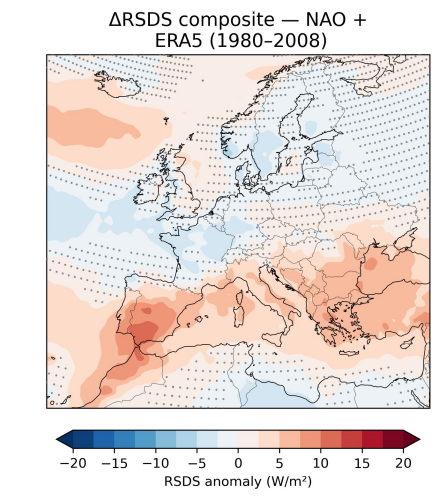 ΔRSDS composite — NAO +
ERA5 (1980–2008)
−20 −15 −10 −5 0 5 10 15 20
RSDS anomaly (W/m²)